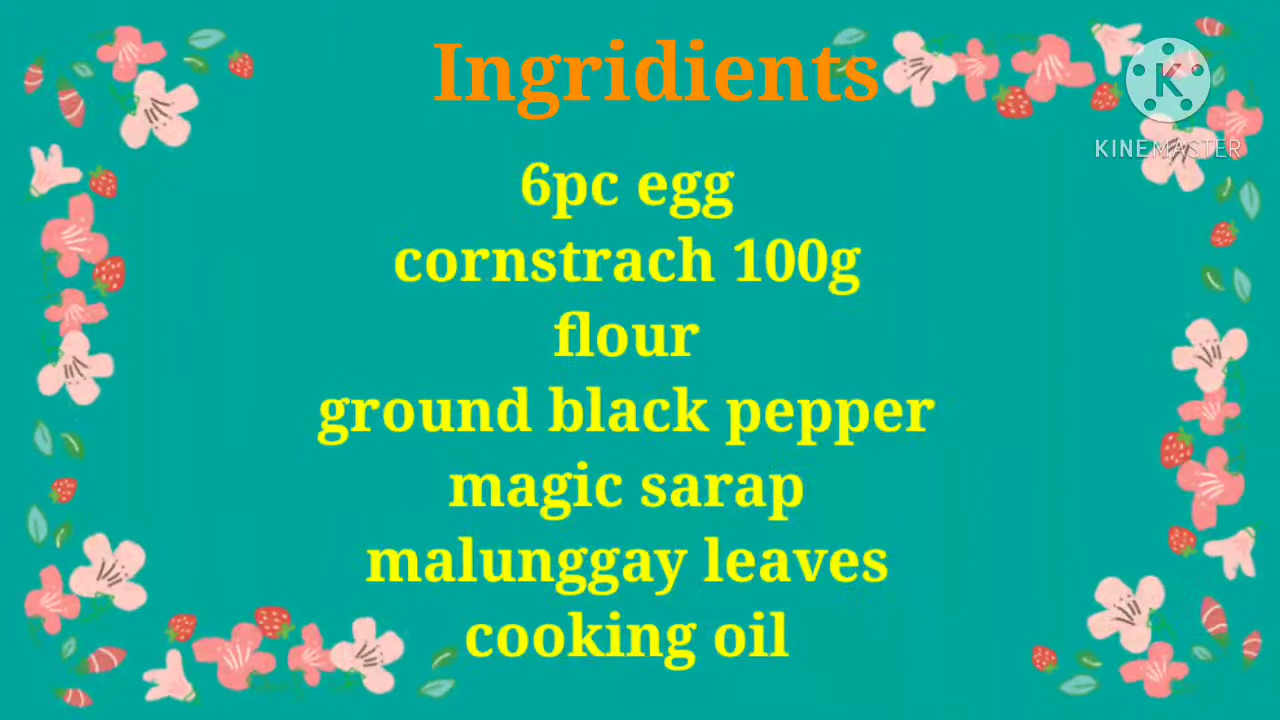 Ingridients
K
KINEMASTER
6pc egg
cornstrach 100g
flour
ground black pepper
magic sarap
malunggay leaves
cooking oil